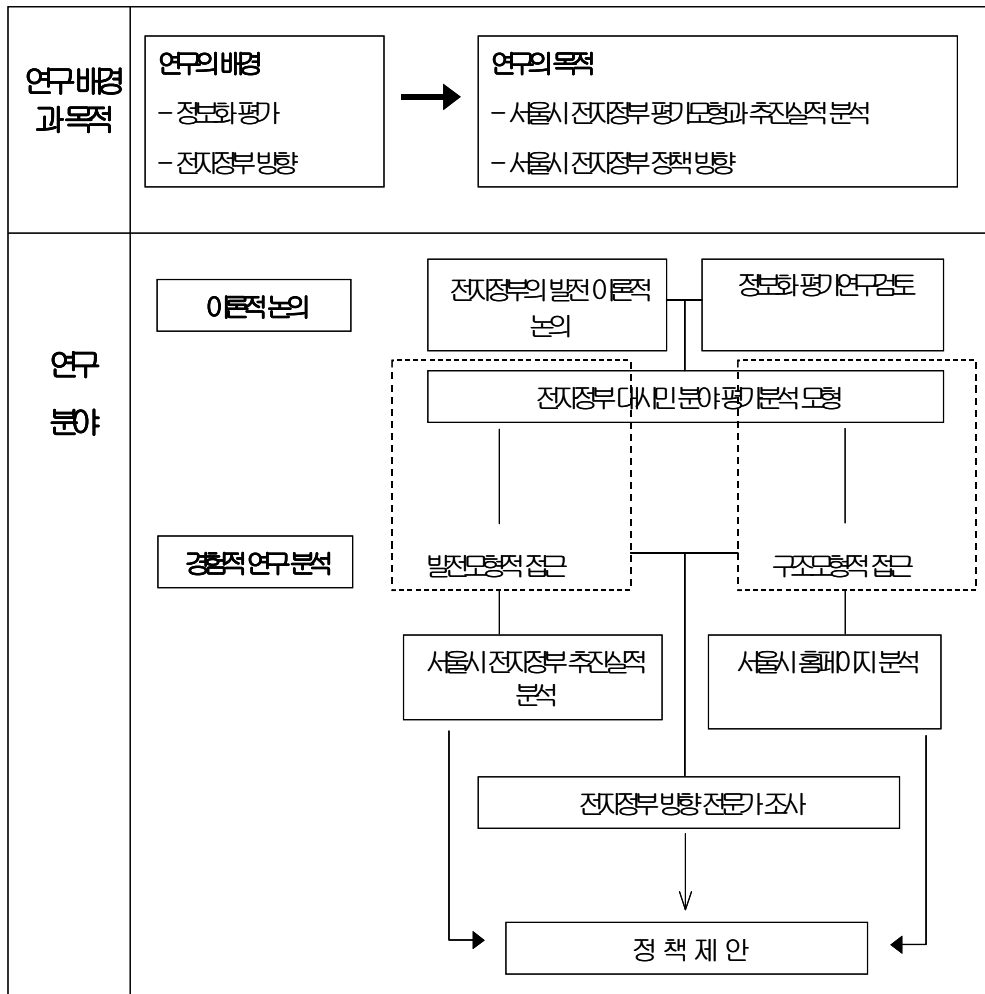 연구 배경
과 목적
연구의 배경
– 정보화 평가
– 전자정부 방향
연구의 목적
– 서울시 전자정부 평가모형과 추진실적 분석
– 서울시 전자정부 정책 방향
연구
분야
이론적 논의
전자정부의 발전 이론적
논의
정보화 평가연구검토
전자정부 대시민 분야 평가분석 모형
경험적 연구 분석
발전모형적 접근
구조모형적 접근
서울시 전자정부 추진실적
분석
서울시 홈페이지 분석
전자정부 방향 전문가 조사
정 책 제 안